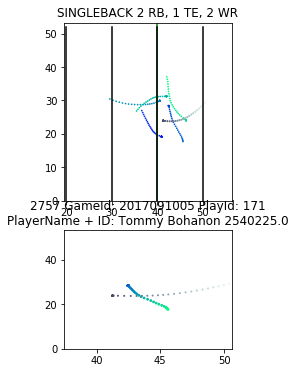 SINGLEBACK 2 RB, 1 TE, 2 WR
50
40
30
20
10
0
20 30 40 50
2757 GameId: 2017091005 PlayId: 171
PlayerName + ID: Tommy Bohanon 2540225.0
40
20
0
40 45 50